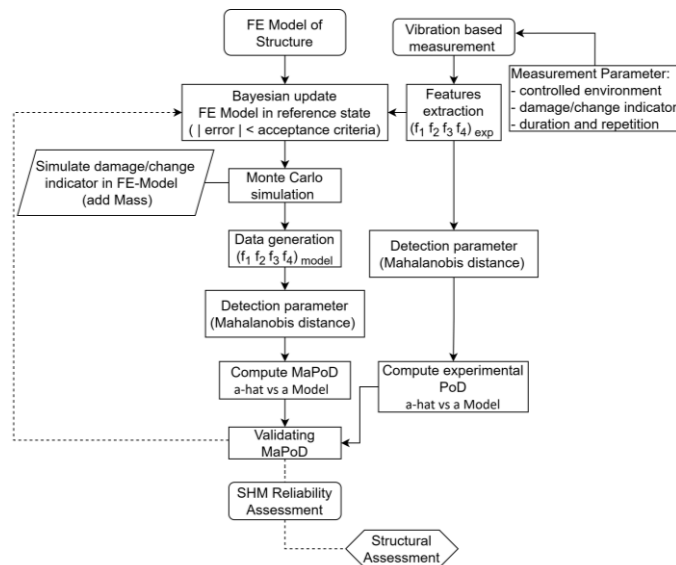 FE Model of
Structure
Vibration based
measurement
Measurement Parameter:
- controlled environment
- damage/change indicator
- duration and repetition
Bayesian update
FE Model in reference state
( | error | < acceptance criteria)
Features
extraction
(f1 f2 f3 f4) exp
Simulate damage/change
indicator in FE-Model
(add Mass)
Monte Carlo
simulation
Data generation
(f1 f2 f3 f4) model
Detection parameter
(Mahalanobis distance)
Detection parameter
(Mahalanobis distance)
Compute MaPoD
a-hat vs a Model
Compute experimental
PoD
a-hat vs a Model
Validating
MaPoD
SHM Reliability
Assessment
Structural
Assessment